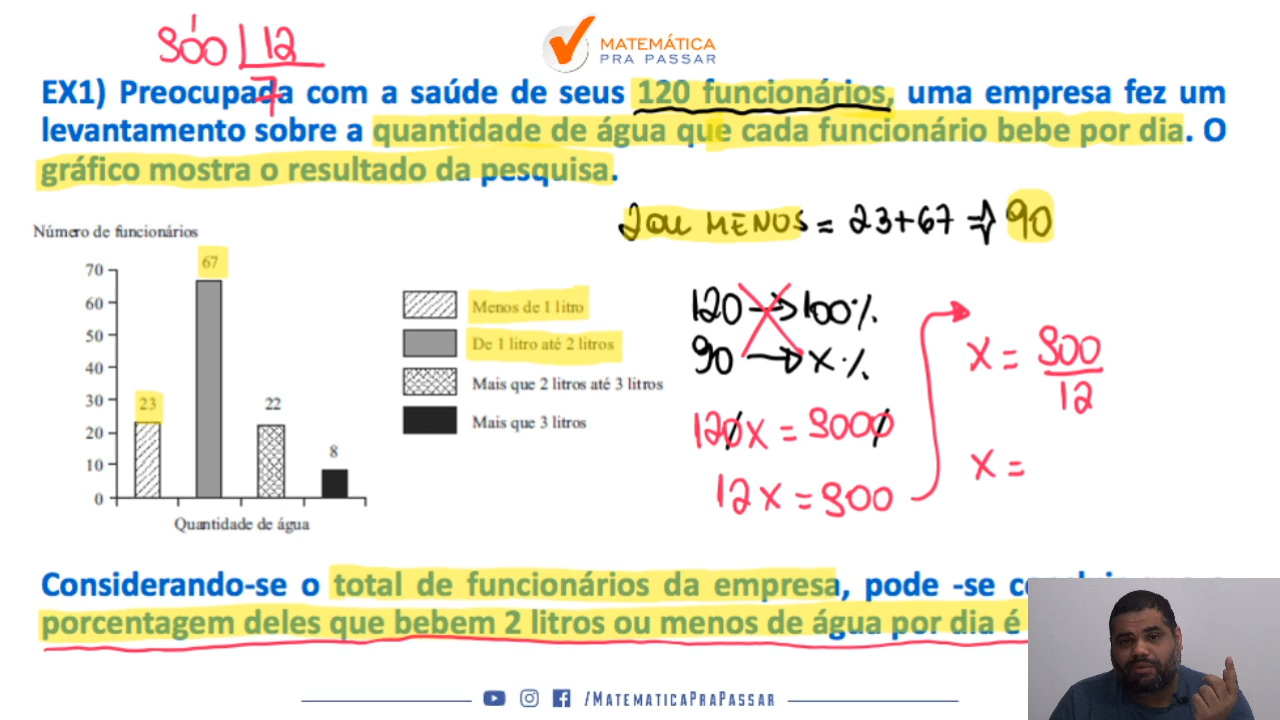 900 12
7
MATEMÁTICA
PRA PASSAR
EX1) Preocupada com a saúde de seus 120 funcionários, uma empresa fez um
levantamento sobre a quantidade de água que cada funcionário bebe por dia. O
gráfico mostra o resultado da pesquisa.
2 OU MENOS = 23+67 ⇒ 90
Número de funcionários
70
60
50
40
30
20
10
0
23
67
22
8
Quantidade de água
Menos de 1 litro
De 1 litro até 2 litros
Mais que 2 litros até 3 litros
Mais que 3 litros
120 → 100%
90 → X%
120X = 9000
12X = 900
X = 900
12
X =
Considerando-se o total de funcionários da empresa, pode -se
porcentagem deles que bebem 2 litros ou menos de água por dia é
/MATEMATICAPRAPASSAR